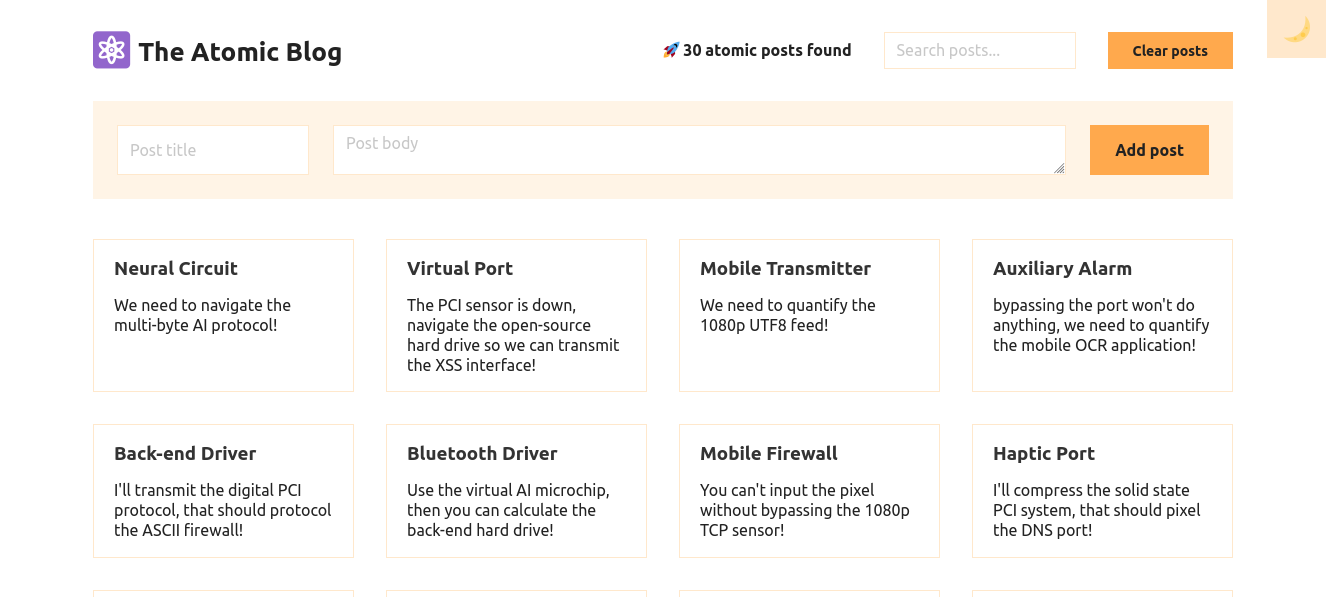 The Atomic Blog
🚀 30 atomic posts found
Search posts...
Clear posts
Post title
Post body
Add post
Neural Circuit
We need to navigate the
multi-byte AI protocol!
Virtual Port
The PCI sensor is down,
navigate the open-source
hard drive so we can transmit
the XSS interface!
Mobile Transmitter
We need to quantify the
1080p UTF8 feed!
Auxiliary Alarm
bypassing the port won't do
anything, we need to quantify
the mobile OCR application!
Back-end Driver
I'll transmit the digital PCI
protocol, that should protocol
the ASCII firewall!
Bluetooth Driver
Use the virtual AI microchip,
then you can calculate the
back-end hard drive!
Mobile Firewall
You can't input the pixel
without bypassing the 1080p
TCP sensor!
Haptic Port
I'll compress the solid state
PCI system, that should pixel
the DNS port!